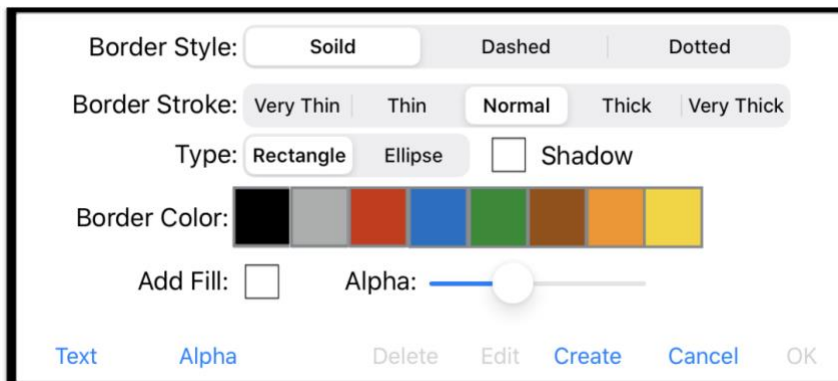 Border Style: Soild Dashed Dotted
Border Stroke: Very Thin Thin Normal Thick Very Thick
Type: Rectangle Ellipse Shadow
Border Color:
Add Fill: Alpha:
Text Alpha Delete Edit Create Cancel OK